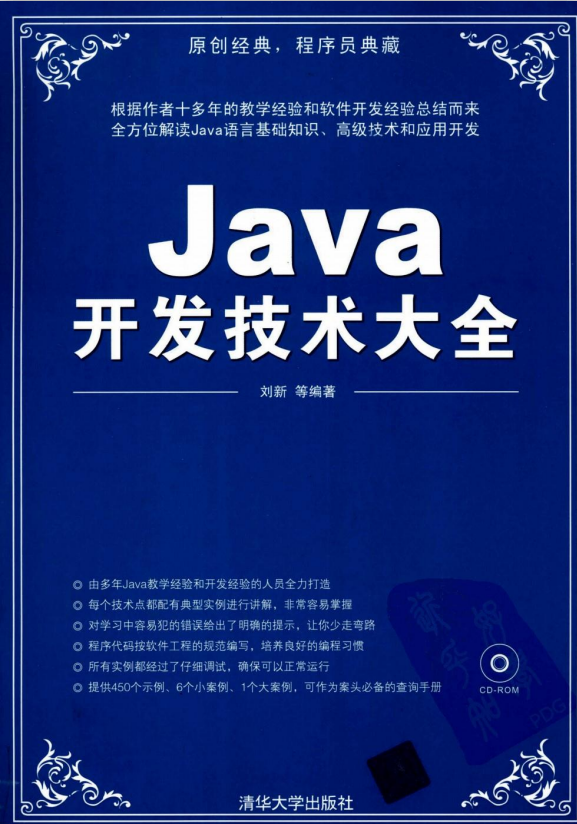 原创经典，程序员典藏
根据作者十多年的教学经验和软件开发经验总结而来
全方位解读Java语言基础知识、高级技术和应用开发
Java
开发技术大全
刘新 等编著
◎ 由多年Java教学经验和开发经验的人员全力打造
◎ 每个技术点都配有典型实例进行讲解，非常容易掌握
◎ 对学习中容易犯的错误给出了明确的提示，让你少走弯路
◎ 程序代码按软件工程的规范编写，培养良好的编程习惯
◎ 所有实例都经过了仔细调试，确保可以正常运行
◎ 提供450个示例、6个小案例、1个大案例，可作为案头必备的查询手册
CD-ROM
PDG
清华大学出版社